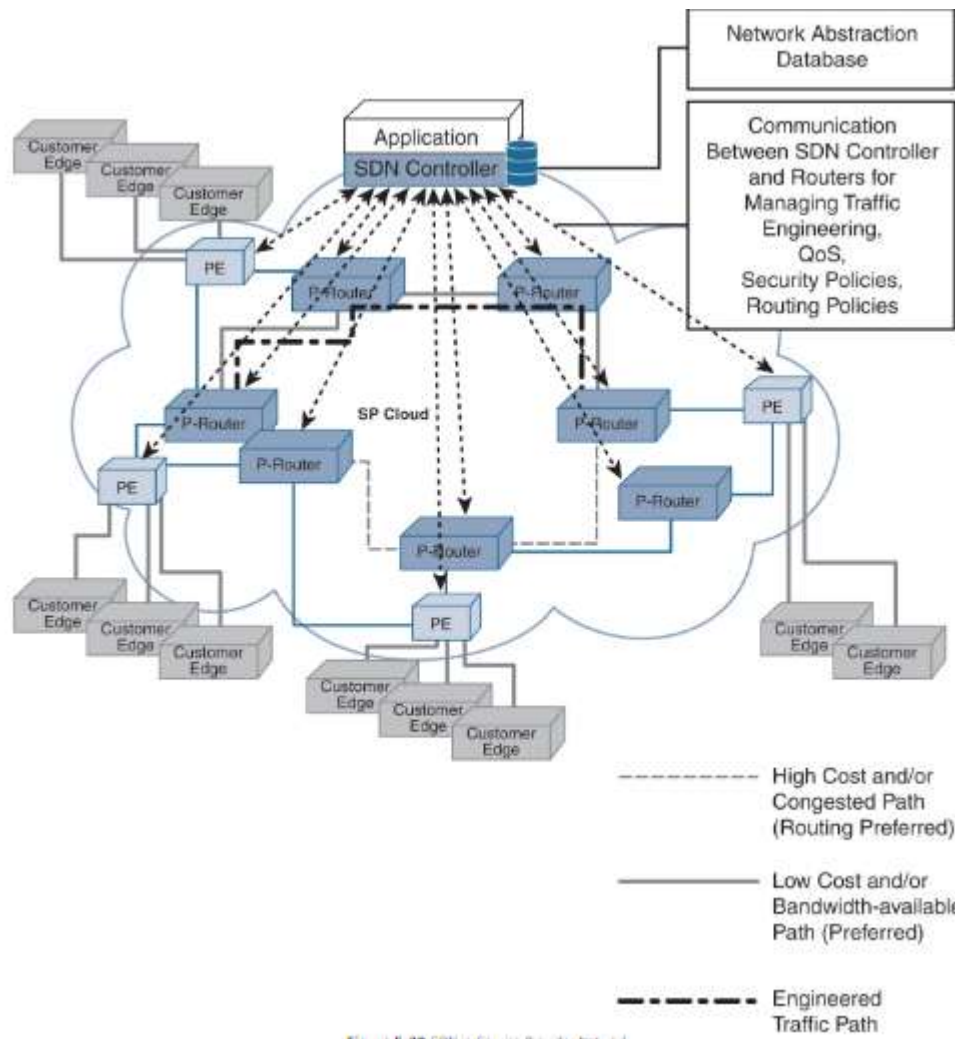 Network Abstraction
Database
Communication
Between SDN Controller
and Routers for
Managing Traffic
Engineering,
QoS,
Security Policies,
Routing Policies
Application
SDN Controller
Customer
Edge
Customer
Edge
Customer
Edge
PE
P-Router
P-Router
P-Router
P-Router
SP Cloud
P-Router
PE
PE
P-Router
P-Router
PE
Customer
Edge
Customer
Edge
Customer
Edge
Customer
Edge
Customer
Edge
Customer
Edge
Customer
Edge
Customer
Edge
High Cost and/or
Congested Path
(Routing Preferred)
Low Cost and/or
Bandwidth-available
Path (Preferred)
Engineered
Traffic Path